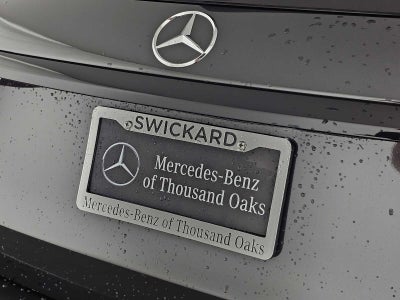 SWICKARD
Mercedes-Benz
of Thousand Oaks
Mercedes-Benz of Thousand Oaks